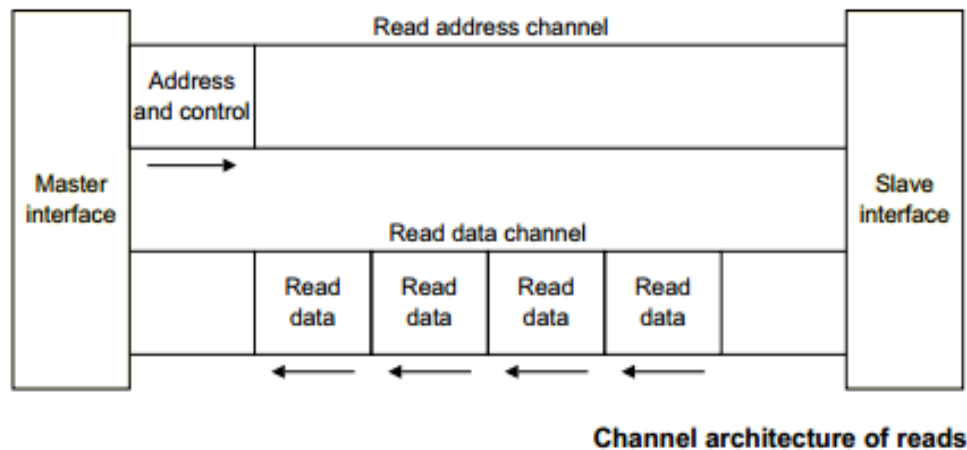 Read address channel
Address
and control
Master
interface
Slave
interface
Read data channel
Read
data
Read
data
Read
data
Read
data
Channel architecture of reads